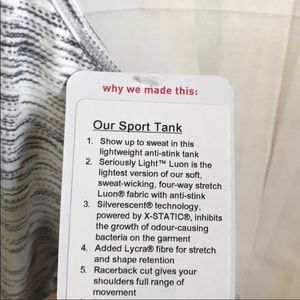 why we made this:
Our Sport Tank
1. Show up to sweat in this
lightweight anti-stink tank
2. Seriously Light™ Luon is the
lightest version of our soft,
sweat-wicking, four-way stretch
Luon® fabric with anti-stink
3. Silverescent® technology,
powered by X-STATIC®, inhibits
the growth of odour-causing
bacteria on the garment
4. Added Lycra® fibre for stretch
and shape retention
5. Racerback cut gives your
shoulders full range of
movement